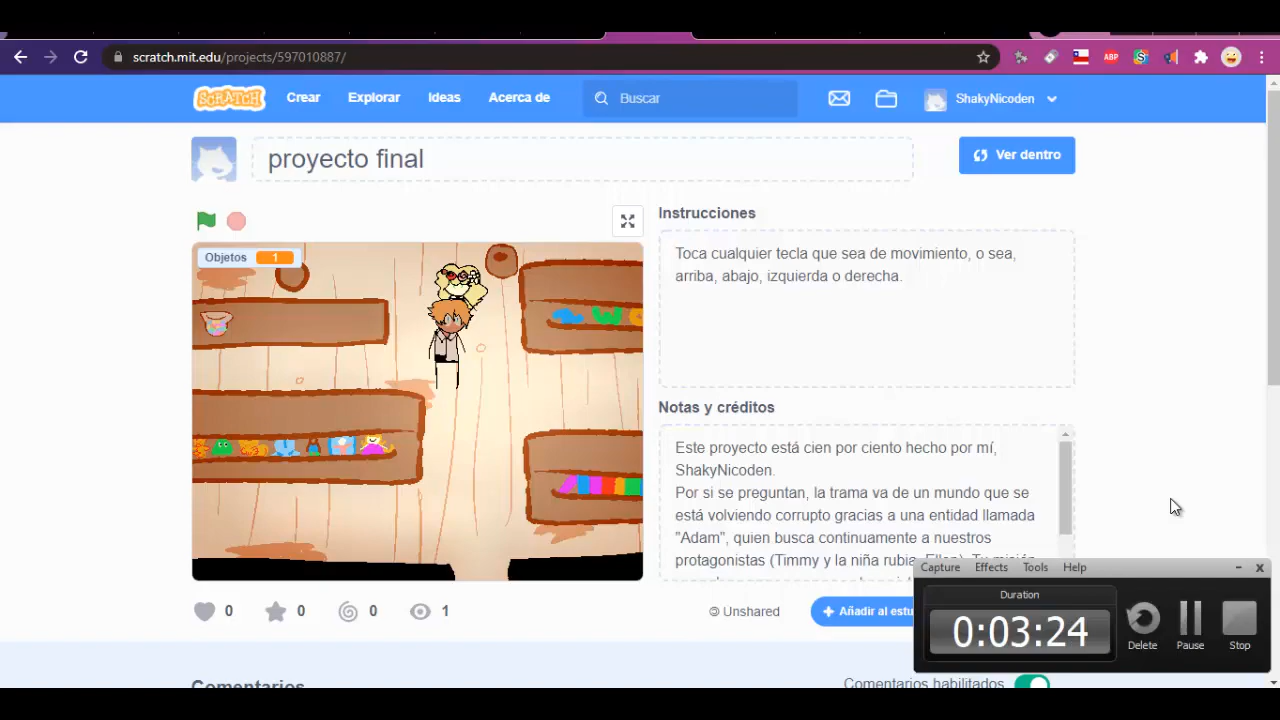 scratch.mit.edu/projects/597010887/
ABP
SCRATCH
Crear
Explorar
Ideas
Acerca de
Buscar
ShakyNicoden
proyecto final
Ver dentro
Instrucciones
Objetos 1
Toca cualquier tecla que sea de movimiento, o sea,
arriba, abajo, izquierda o derecha.
Notas y créditos
Este proyecto está cien por ciento hecho por mí,
ShakyNicoden.
Por si se preguntan, la trama va de un mundo que se
está volviendo corrupto gracias a una entidad llamada
"Adam", quien busca continuamente a nuestros
protagonistas (Timmy y la niña rubia,
Capture Effects Tools Help
Duration
0:03:24
Delete
Pause
Stop
0
0
0
1
Unshared
Añadir al estu
Comentarios
Comentarios habilitados